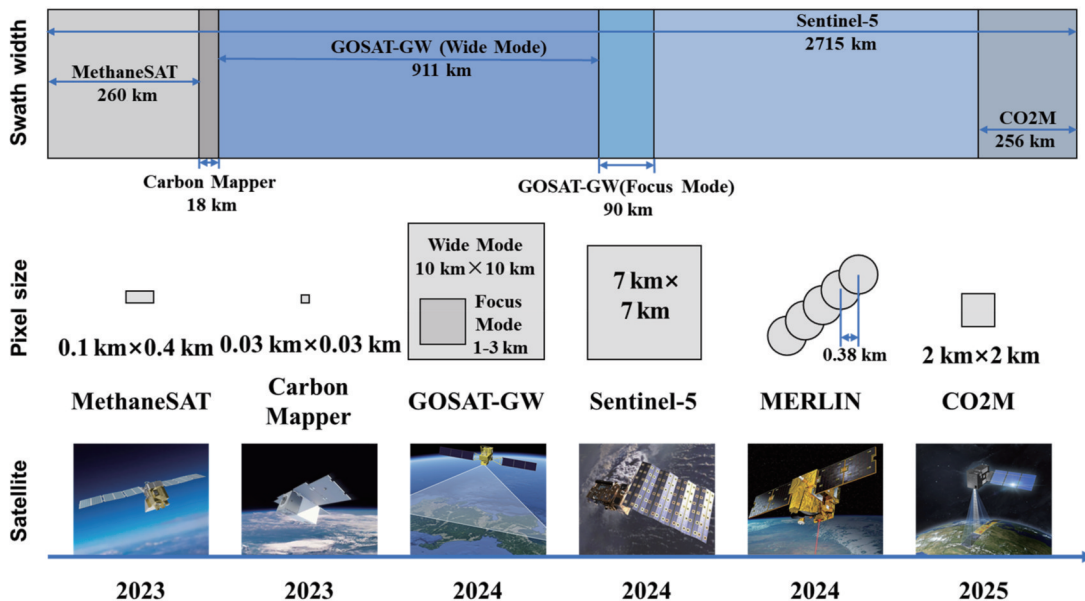 Swath width
Sentinel-5
2715 km
GOSAT-GW (Wide Mode)
911 km
MethaneSAT
260 km
CO2M
256 km
Carbon Mapper
18 km
GOSAT-GW(Focus Mode)
90 km
Pixel size
0.1 km×0.4 km
0.03 km×0.03 km
Wide Mode
10 km×10 km
Focus
Mode
1-3 km
7 km×
7 km
0.38 km
2 km×2 km
MethaneSAT
Carbon
Mapper
GOSAT-GW
Sentinel-5
MERLIN
CO2M
Satellite
2023
2023
2024
2024
2024
2025